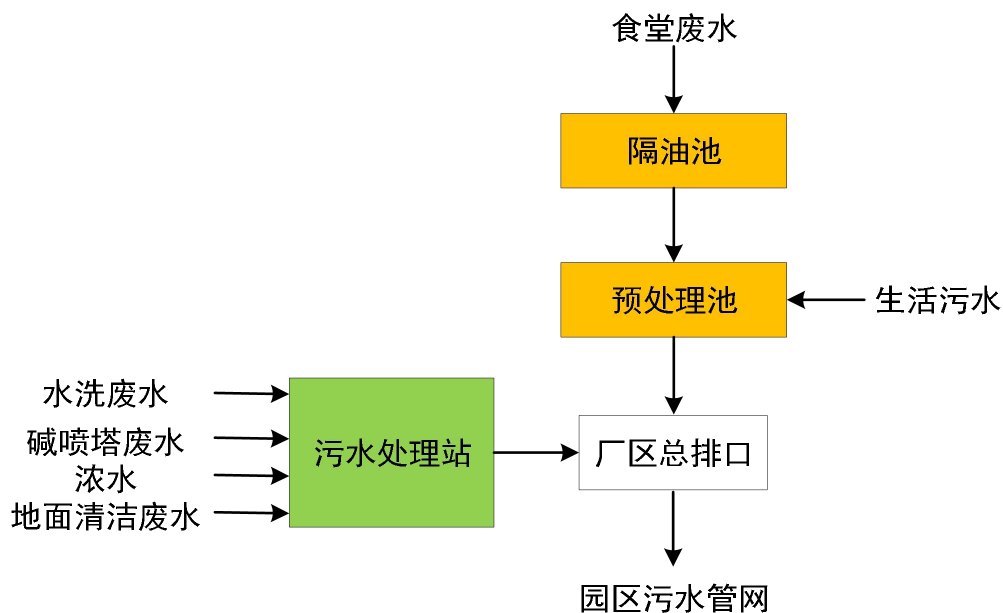 食堂废水
隔油池
预处理池
生活污水
水洗废水
碱喷塔废水
浓水
地面清洁废水
污水处理站
厂区总排口
园区污水管网